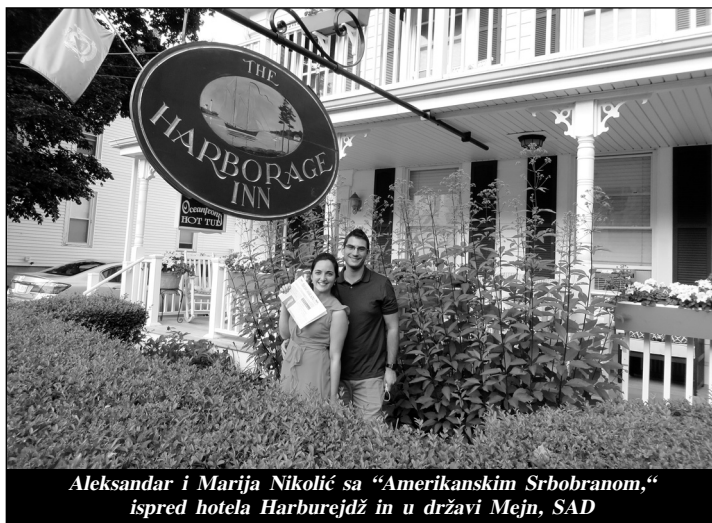 THE
HARBORAGE
INN
Oceanfront
HOT TUB
Aleksandar i Marija Nikolić sa “Amerikanskim Srbobranom,“
ispred hotela Harburejdž in u državi Mejn, SAD